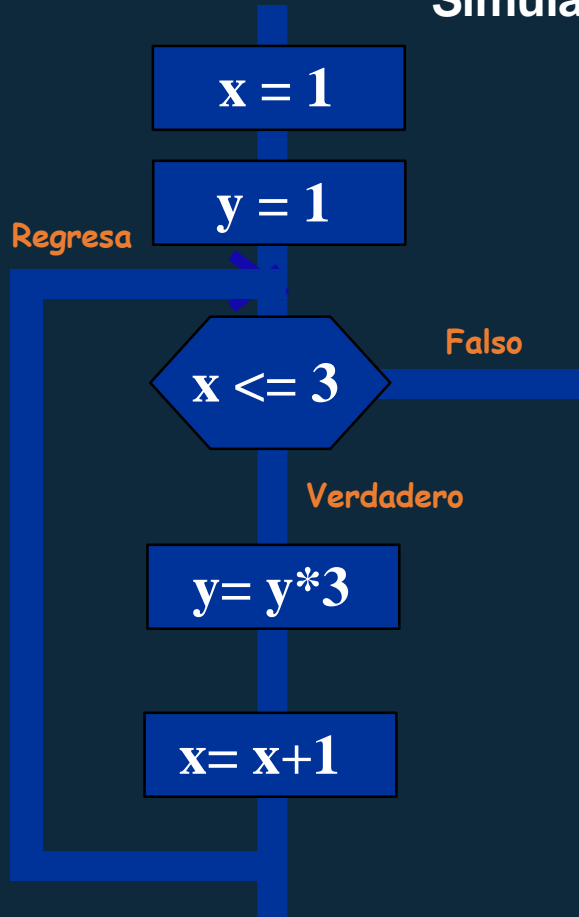 x = 1
y = 1
Regresa
x <= 3
Falso
Verdadero
y= y*3
x= x+1